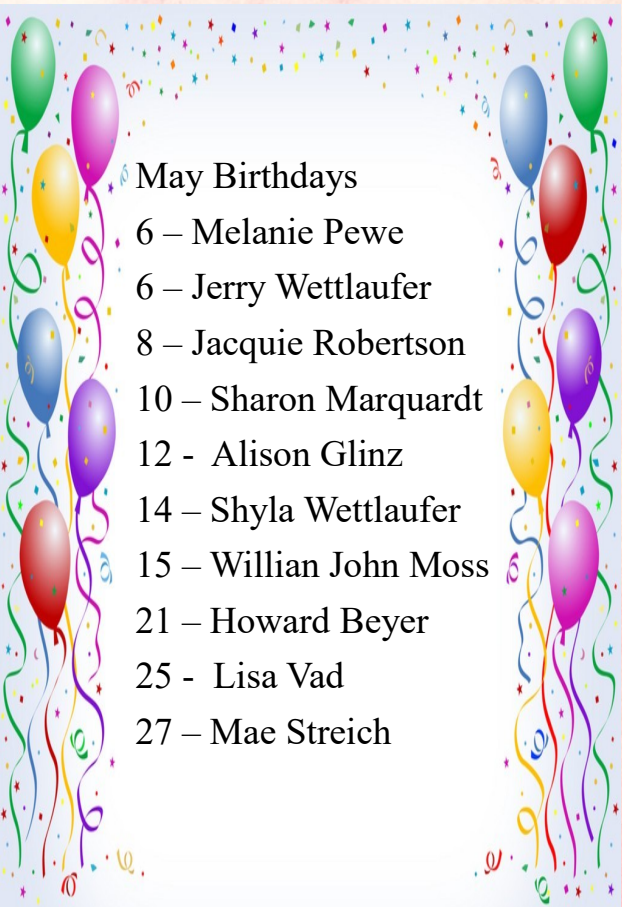 May Birthdays
6 – Melanie Pewe
6 – Jerry Wettlaufer
8 – Jacquie Robertson
10 – Sharon Marquardt
12 -  Alison Glinz
14 – Shyla Wettlaufer
15 – Willian John Moss
21 – Howard Beyer
25 -  Lisa Vad
27 – Mae Streich